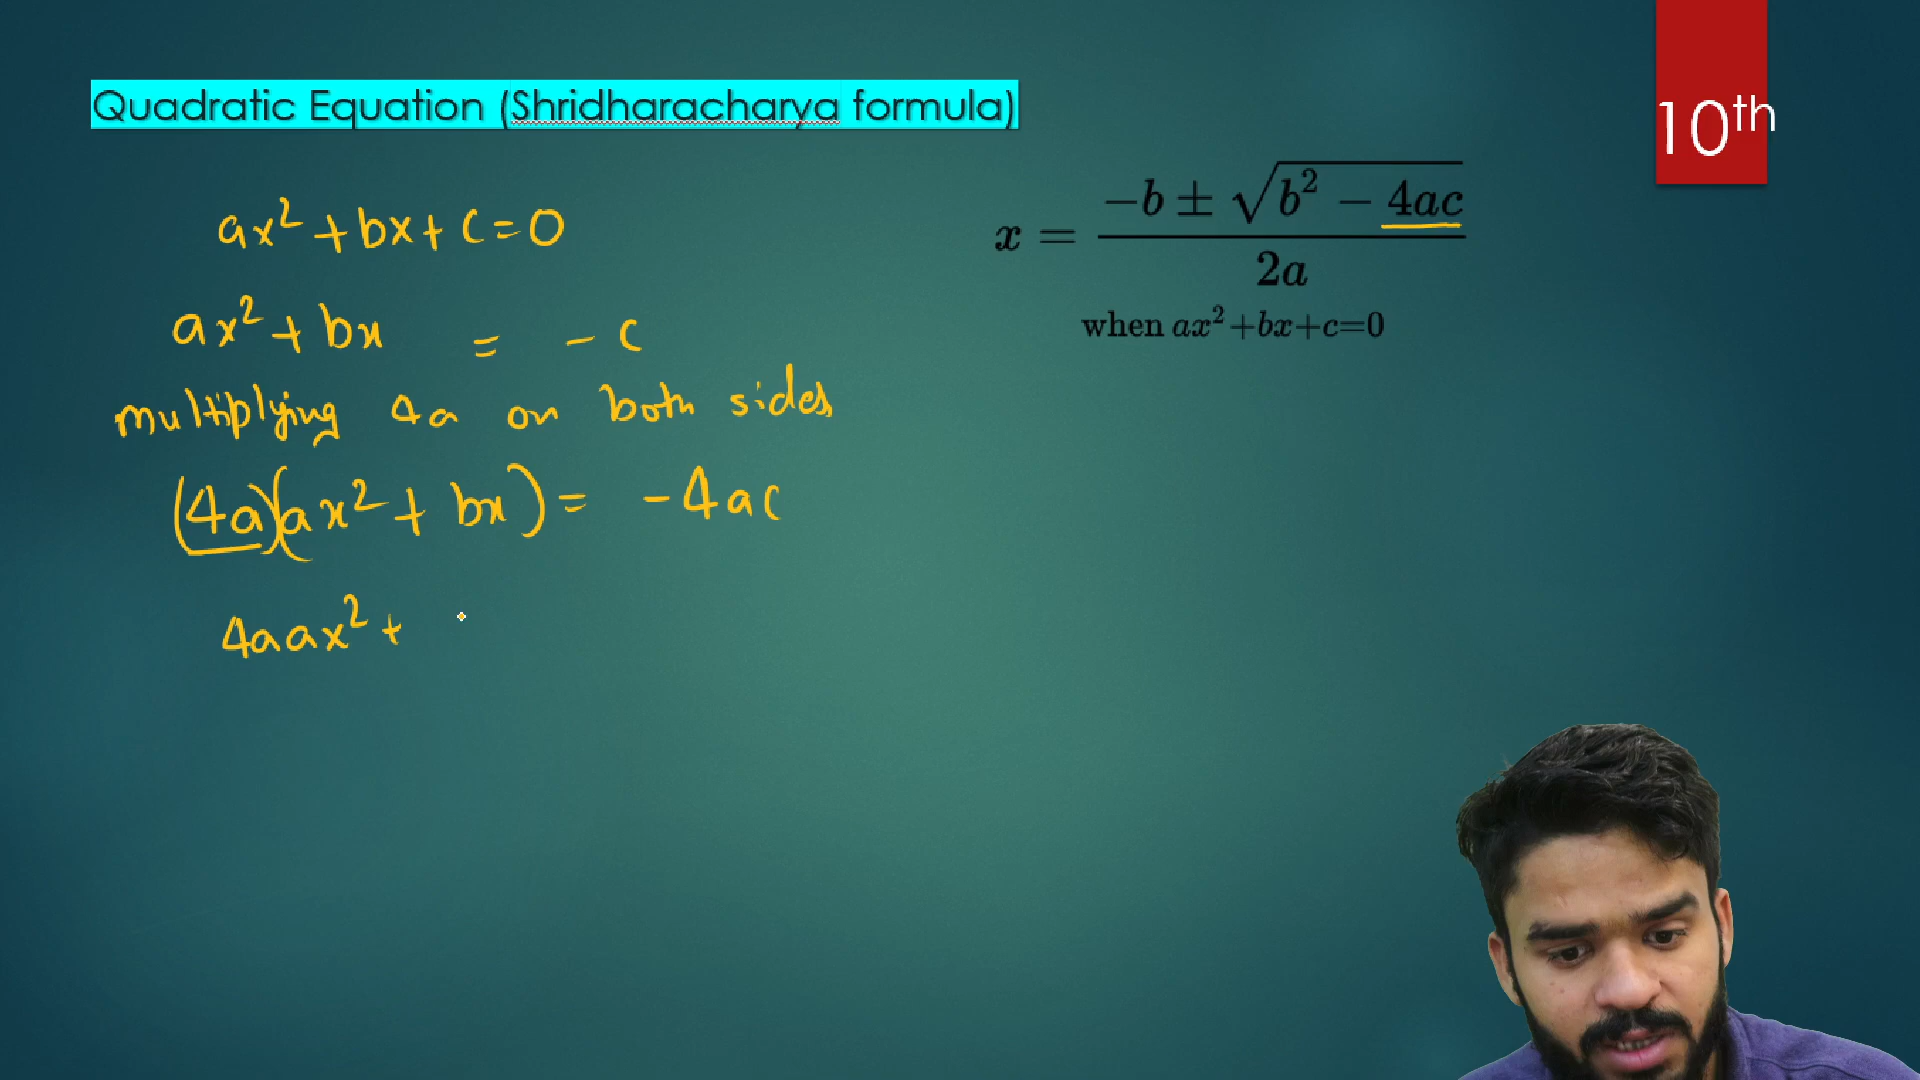 Quadratic Equation (Shridharacharya formula)
10th
ax² + bx + c = 0
x = −b ± √b² − 4ac / 2a
when ax²+bx+c=0
ax² + bx = - c
multiplying 4a on both sides
(4a)(ax² + bx) = -4ac
4aax² +